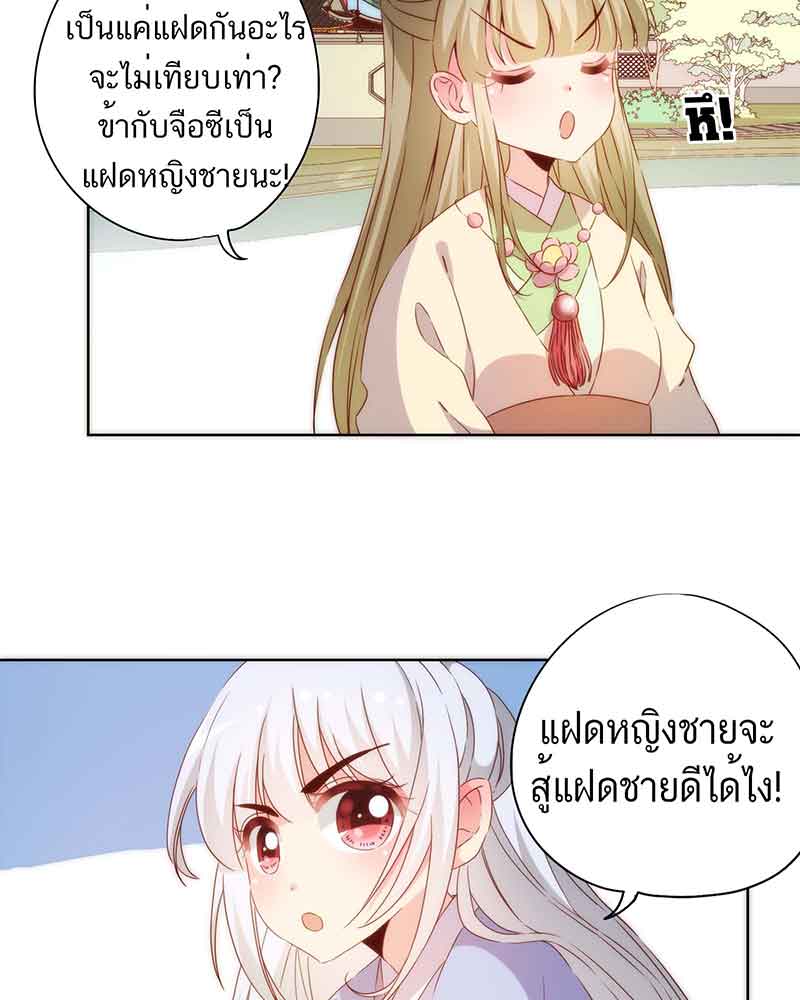 เป็นแค่แฝดกันอะไร
จะไม่เทียบเท่า?
ข้ากับจือซีเป็น
แฝดหญิงชายนะ!
หึ!
แฝดหญิงชายจะ
สู้แฝดชายดีได้ไง!